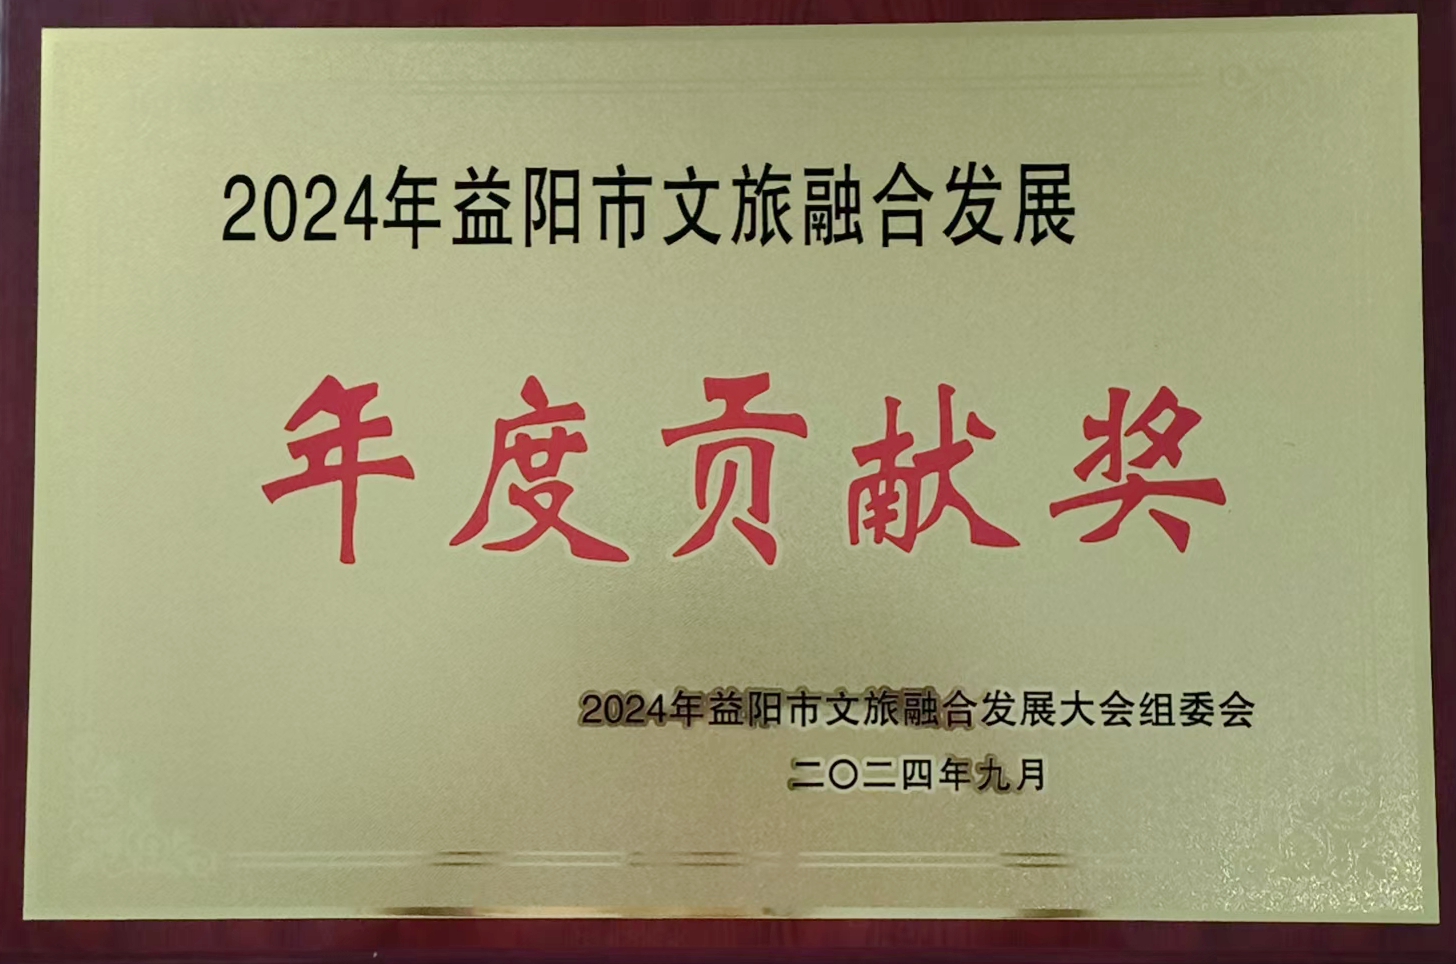 2024年益阳市文旅融合发展
年度贡献奖
2024年益阳市文旅融合发展大会组委会
二〇二四年九月